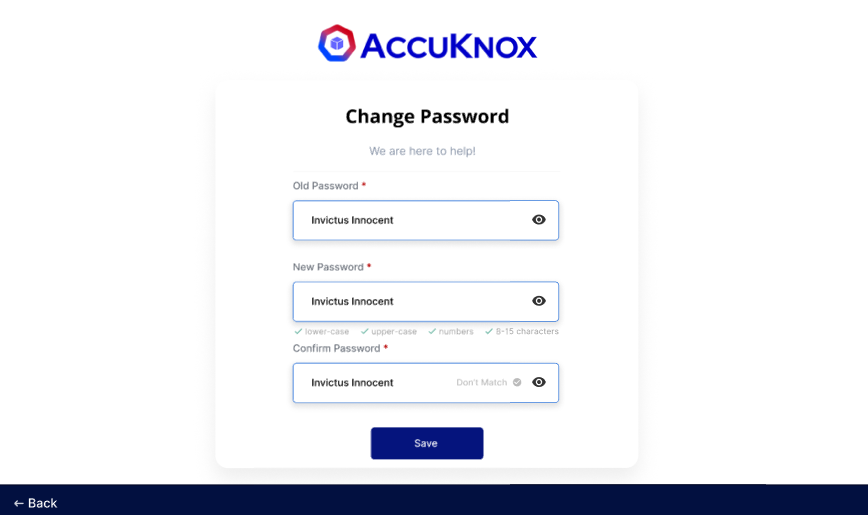 ACCUKNOX
Change Password
We are here to help!
Old Password *
Invictus Innocent
New Password *
Invictus Innocent
lower-case upper-case numbers 8-15 characters
Confirm Password *
Invictus Innocent Don't Match
Save
← Back